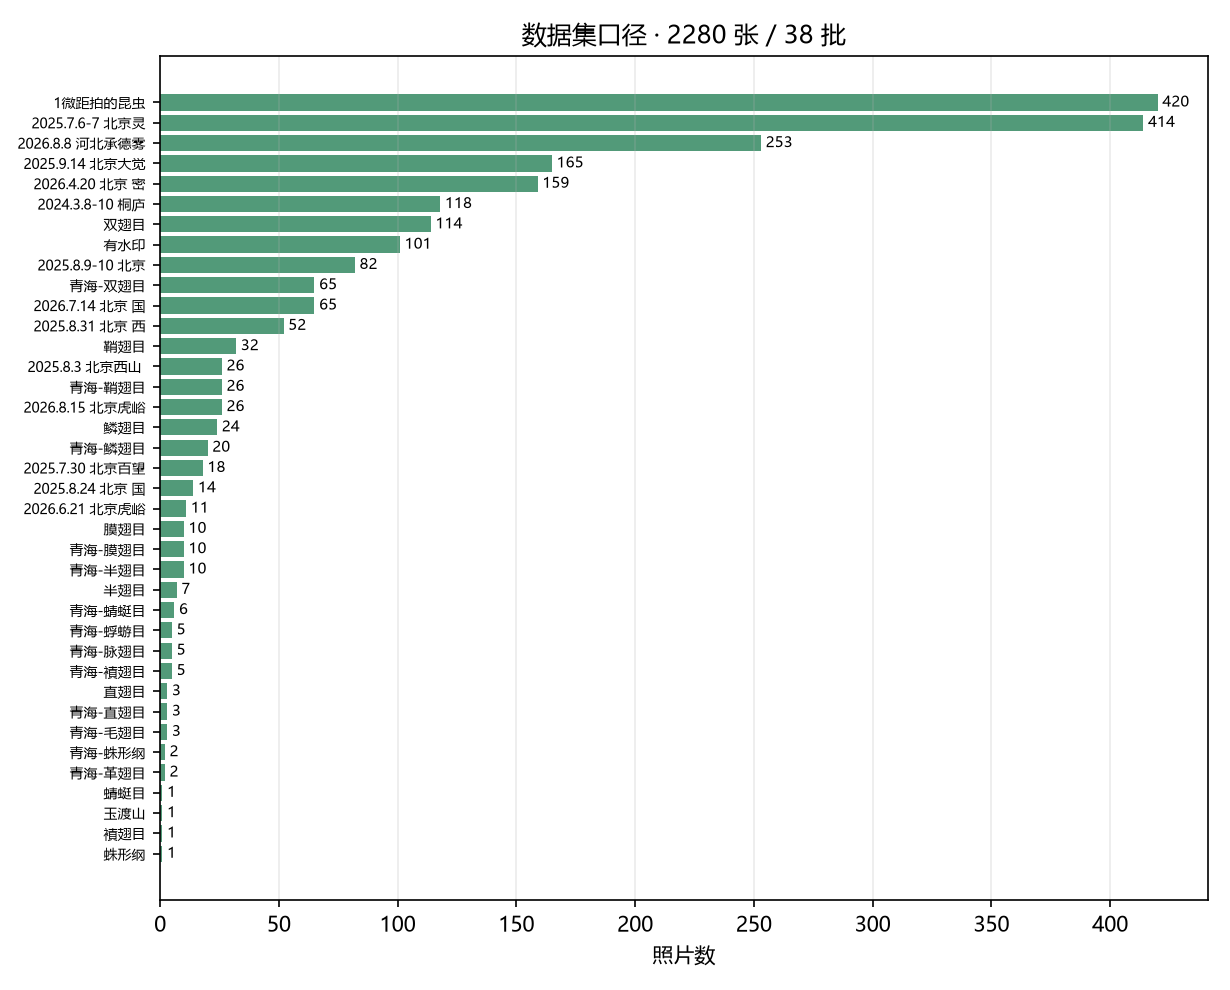 数据集口径 · 2280 张 / 38 批
1微距拍的昆虫 420
2025.7.6-7 北京灵 414
2026.8.8 河北承德雾 253
2025.9.14 北京大觉 165
2026.4.20 北京 密 159
2024.3.8-10 桐庐 118
双翅目 114
有水印 101
2025.8.9-10 北京 82
青海-双翅目 65
2026.7.14 北京 国 65
2025.8.31 北京 西 52
鞘翅目 32
2025.8.3 北京西山 26
青海-鞘翅目 26
2026.8.15 北京虎峪 26
鳞翅目 24
青海-鳞翅目 20
2025.7.30 北京百望 18
2025.8.24 北京 国 14
2026.6.21 北京虎峪 11
膜翅目 10
青海-膜翅目 10
青海-半翅目 10
半翅目 7
青海-蜻蜓目 6
青海-蜉蝣目 5
青海-脉翅目 5
青海-襀翅目 5
直翅目 3
青海-直翅目 3
青海-毛翅目 3
青海-蛛形纲 2
青海-革翅目 2
蜻蜓目 1
玉渡山 1
襀翅目 1
蛛形纲 1
0 50 100 150 200 250 300 350 400
照片数